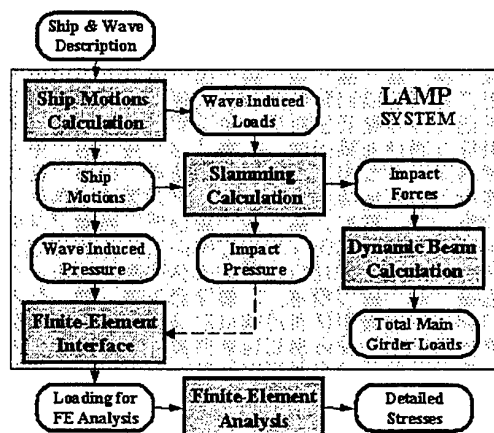 Ship & Wave
Description
LAMP
SYSTEM
Ship Motions
Calculation
Wave Induced
Loads
Ship
Motions
Slamming
Calculation
Impact
Forces
Wave Induced
Pressure
Impact
Pressure
Dynamic Beam
Calculation
Finite-Element
Interface
Total Main
Girder Loads
Loading for
FE Analysis
Finite-Element
Analysis
Detailed
Stresses